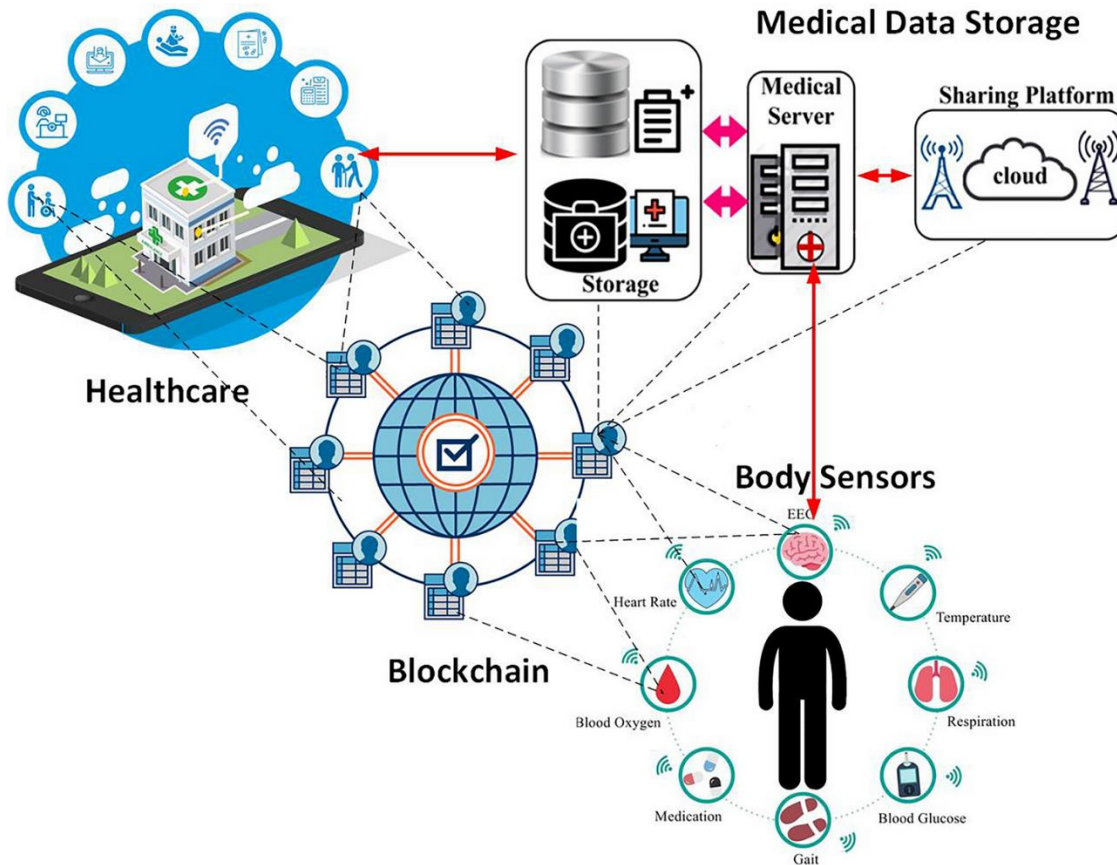 Medical Data Storage
Medical
Server
Sharing Platform
cloud
Storage
Healthcare
Body Sensors
EEG
Heart Rate
Temperature
Blockchain
Blood Oxygen
Respiration
Medication
Blood Glucose
Gait